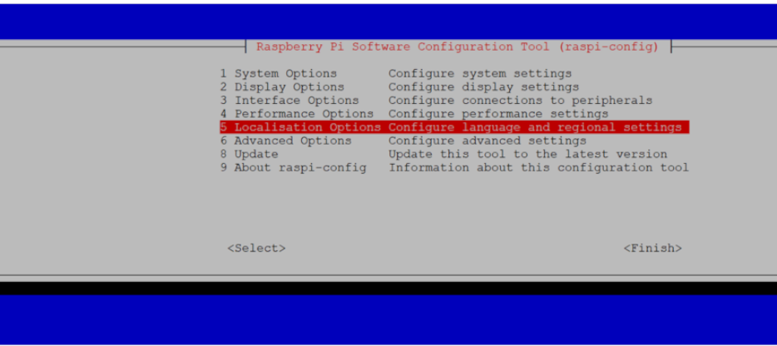 Raspberry Pi Software Configuration Tool (raspi-config)
1 System Options Configure system settings
2 Display Options Configure display settings
3 Interface Options Configure connections to peripherals
4 Performance Options Configure performance settings
5 Localisation Options Configure language and regional settings
6 Advanced Options Configure advanced settings
8 Update Update this tool to the latest version
9 About raspi-config Information about this configuration tool
<Select> <Finish>